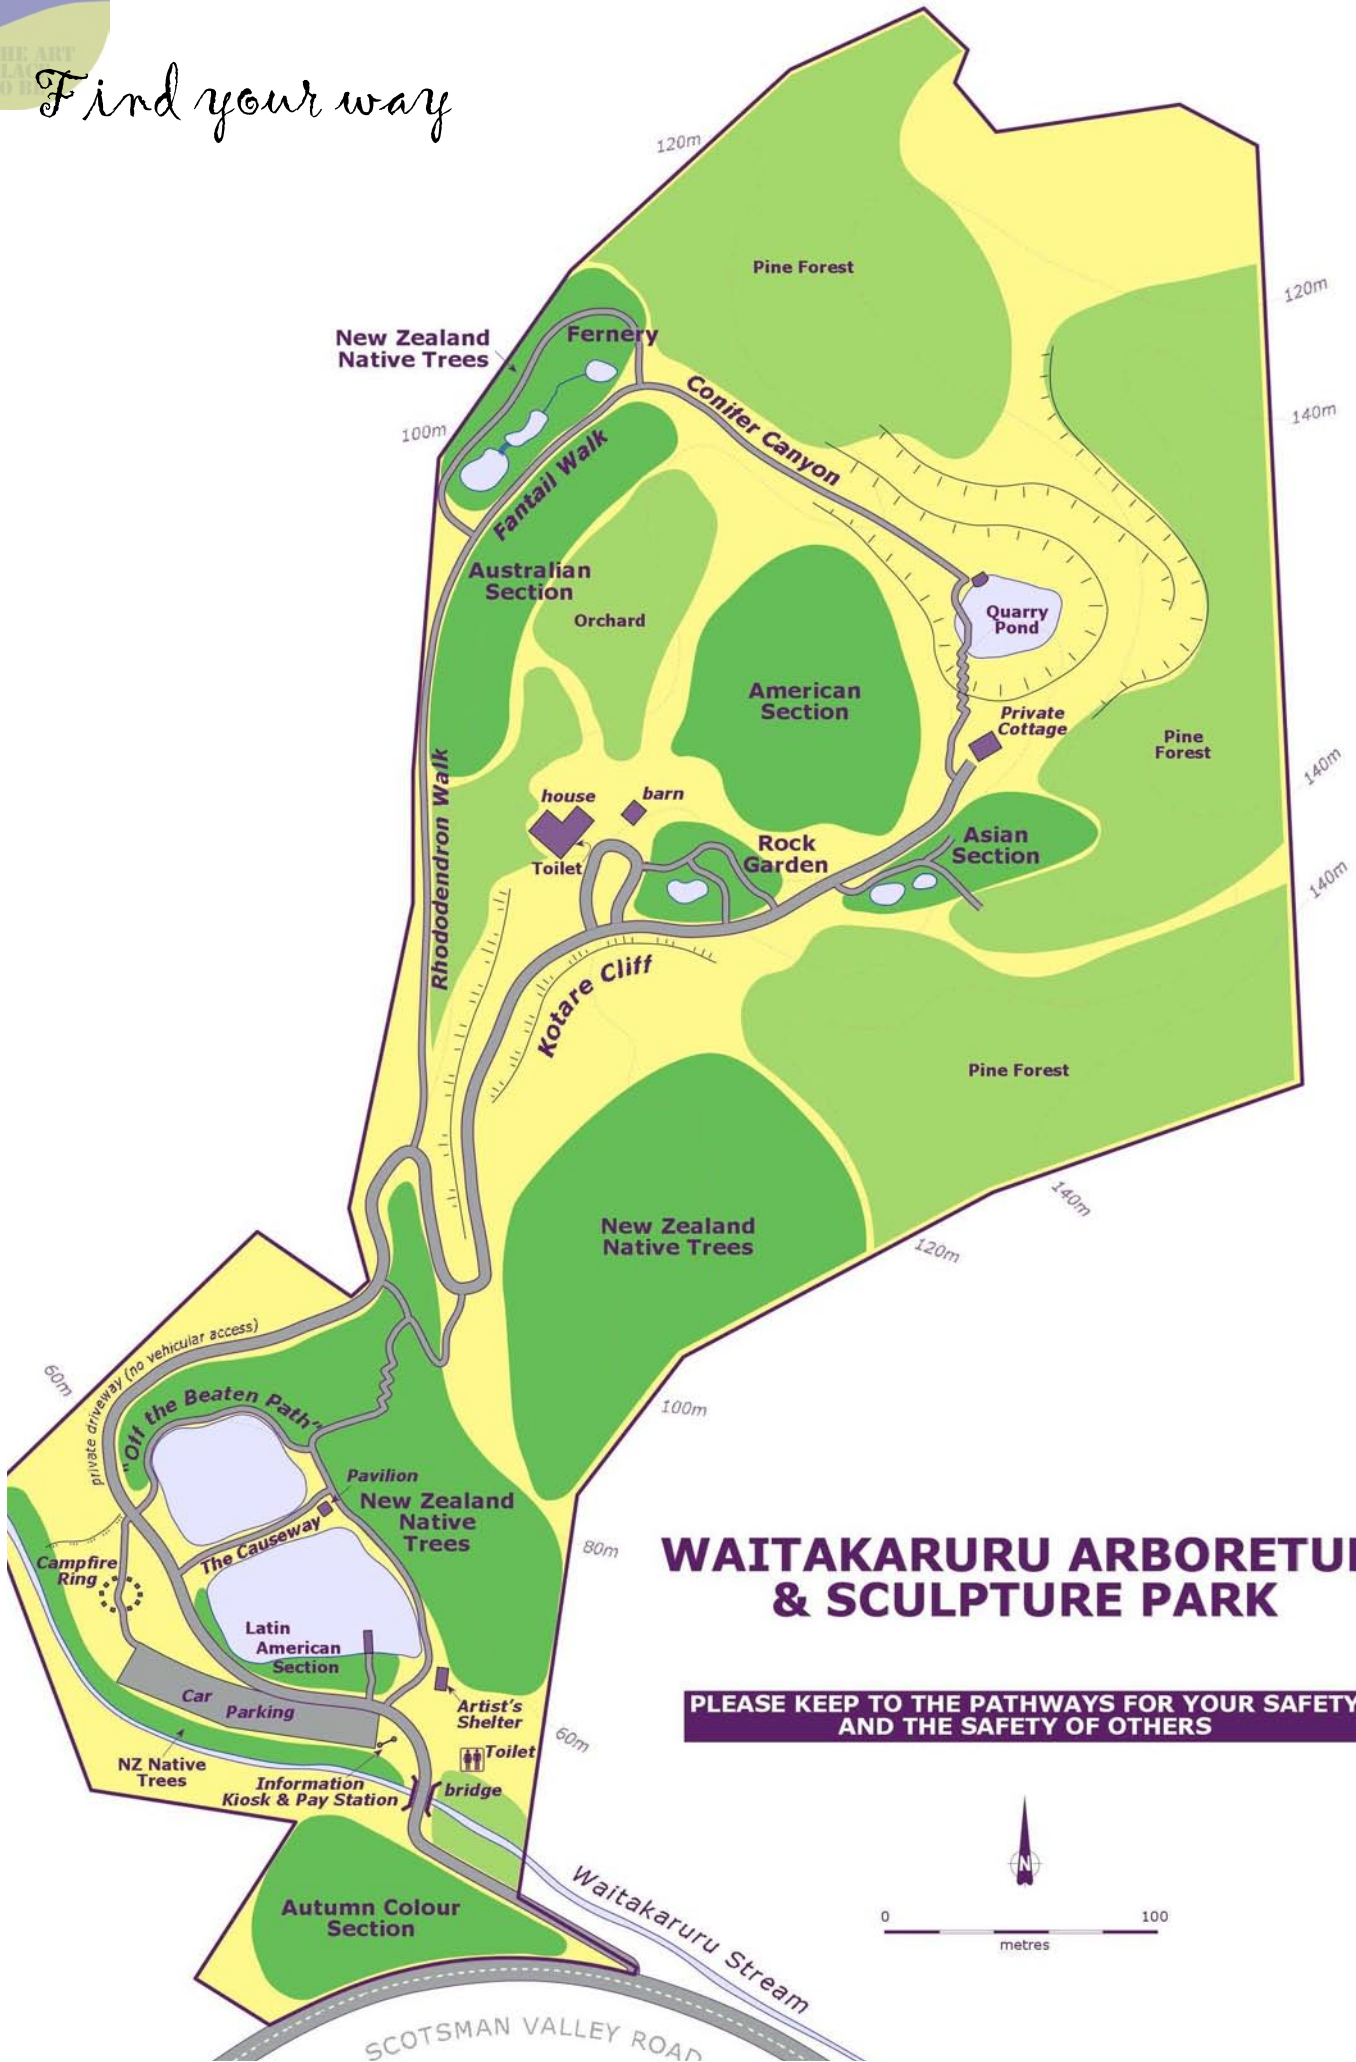 HE ART
LACE
O BE
Find your way
120m
Pine Forest
120m
New Zealand
Native Trees
Fernery
140m
100m
Conifer Canyon
Fantail Walk
Australian
Section
Orchard
Quarry
Pond
American
Section
Private
Cottage
Pine
Forest
140m
Rhododendron Walk
house
barn
Toilet
Rock
Garden
Asian
Section
140m
Kotare Cliff
Pine Forest
140m
New Zealand
Native Trees
120m
private driveway (no vehicular access)
60m
"Off the Beaten Path"
100m
Pavilion
New Zealand
Native
Trees
The Causeway
80m
WAITAKARURU ARBORETU
& SCULPTURE PARK
Campfire
Ring
Latin
American
Section
Car
Parking
Artist's
Shelter
PLEASE KEEP TO THE PATHWAYS FOR YOUR SAFETY
AND THE SAFETY OF OTHERS
60m
Toilet
NZ Native
Trees
Information
Kiosk & Pay Station
bridge
N
Waitakaruru Stream
Autumn Colour
Section
0
100
metres
SCOTSMAN VALLEY ROAD